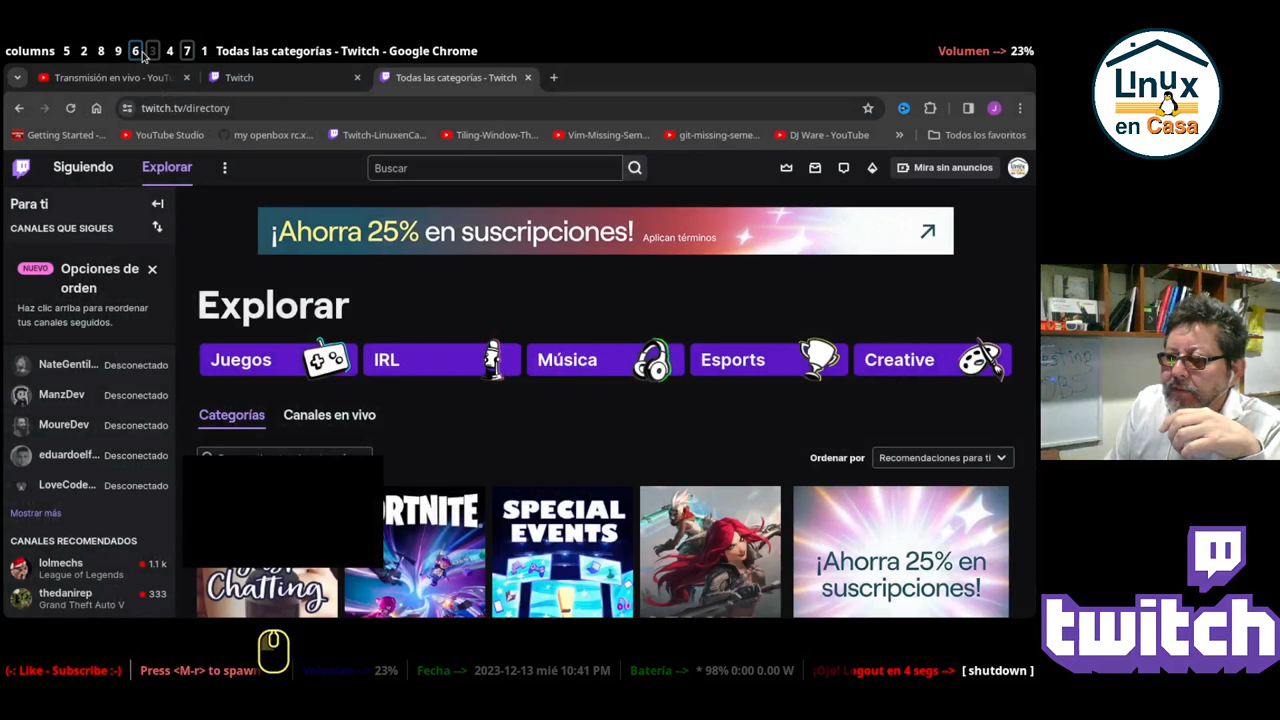 columns 5 2 8 9 6 3 4 7 1 Todas las categorías - Twitch - Google Chrome
Volumen --> 23%
Transmisión en vivo - YouTu
Twitch
Todas las categorías - Twitch
twitch.tv/directory
Getting Started -...
YouTube Studio
my openbox rc.x...
Twitch-LinuxenCa...
Tiling-Window-Th...
Vim-Missing-Sem...
git-missing-seme...
DJ Ware - YouTube
Todos los favoritos
Siguiendo
Explorar
Buscar
Mira sin anuncios
Para ti
CANALES QUE SIGUES
NUEVO
Opciones de
orden
Haz clic arriba para reordenar
tus canales seguidos.
NateGentil... Desconectado
ManzDev Desconectado
MoureDev Desconectado
eduardoelf... Desconectado
LoveCode... Desconectado
Mostrar más
CANALES RECOMENDADOS
lolmechs 1.1 k
League of Legends
thedanirep 333
Grand Theft Auto V
¡Ahorra 25% en suscripciones! Aplican términos
Explorar
Juegos
IRL
Música
Esports
Creative
Categorías
Canales en vivo
Ordenar por
Recomendaciones para ti
Chatting
ORTNITE
SPECIAL
EVENTS
¡Ahorra 25% en
suscripciones!
Linux
en Casa
twitch
(-: Like - Subscribe :-)
Press <M-r> to spawn
Volumen --> 23%
Fecha --> 2023-12-13 mié 10:41 PM
Batería --> * 98% 0:00 0.00 W
¡Ojo! Logout en 4 segs -->
[ shutdown ]